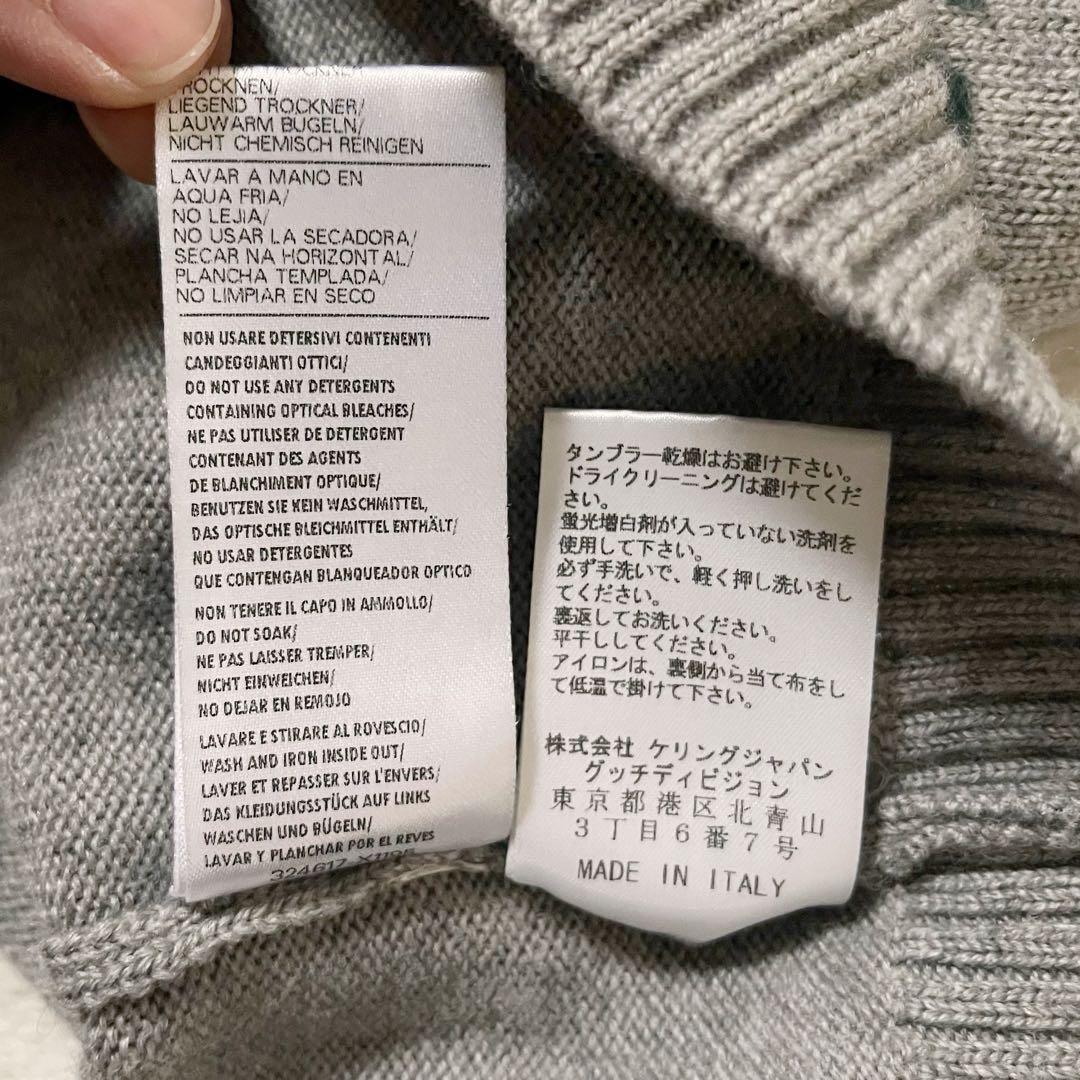 TROCKNEN/
LIEGEND TROCKNER/
LAUWARM BUGELN/
NICHT CHEMISCH REINIGEN
LAVAR A MANO EN
AQUA FRIA/
NO LEJIA/
NO USAR LA SECADORA/
SECAR NA HORIZONTAL/
PLANCHA TEMPLADA/
NO LIMPIAR EN SECO
NON USARE DETERSIVI CONTENENTI
CANDEGGIANTI OTTICI/
DO NOT USE ANY DETERGENTS
CONTAINING OPTICAL BLEACHES/
NE PAS UTILISER DE DETERGENT
CONTENANT DES AGENTS
DE BLANCHIMENT OPTIQUE/
BENUTZEN SIE KEIN WASCHMITTEL,
DAS OPTISCHE BLEICHMITTEL ENTHÄLT/
NO USAR DETERGENTES
QUE CONTENGAN BLANQUEADOR OPTICO
NON TENERE IL CAPO IN AMMOLLO/
DO NOT SOAK/
NE PAS LAISSER TREMPER/
NICHT EINWEICHEN/
NO DEJAR EN REMOJO
LAVARE E STIRARE AL ROVESCIO/
WASH AND IRON INSIDE OUT/
LAVER ET REPASSER SUR L'ENVERS/
DAS KLEIDUNGSSTÜCK AUF LINKS
WASCHEN UND BÜGELN/
LAVAR Y PLANCHAR POR EL REVES
324617
タンブラー乾燥はお避け下さい。
ドライクリーニングは避けてくだ
さい。
蛍光増白剤が入っていない洗剤を
使用して下さい。
必ず手洗いで、軽く押し洗いをし
てください。
裏返してお洗いください。
平干ししてください。
アイロンは、裏側から当て布をし
て低温で掛けて下さい。
株式会社 ケリングジャパン
グッチディビジョン
東京都港区北青山
3丁目6番7号
MADE IN ITALY